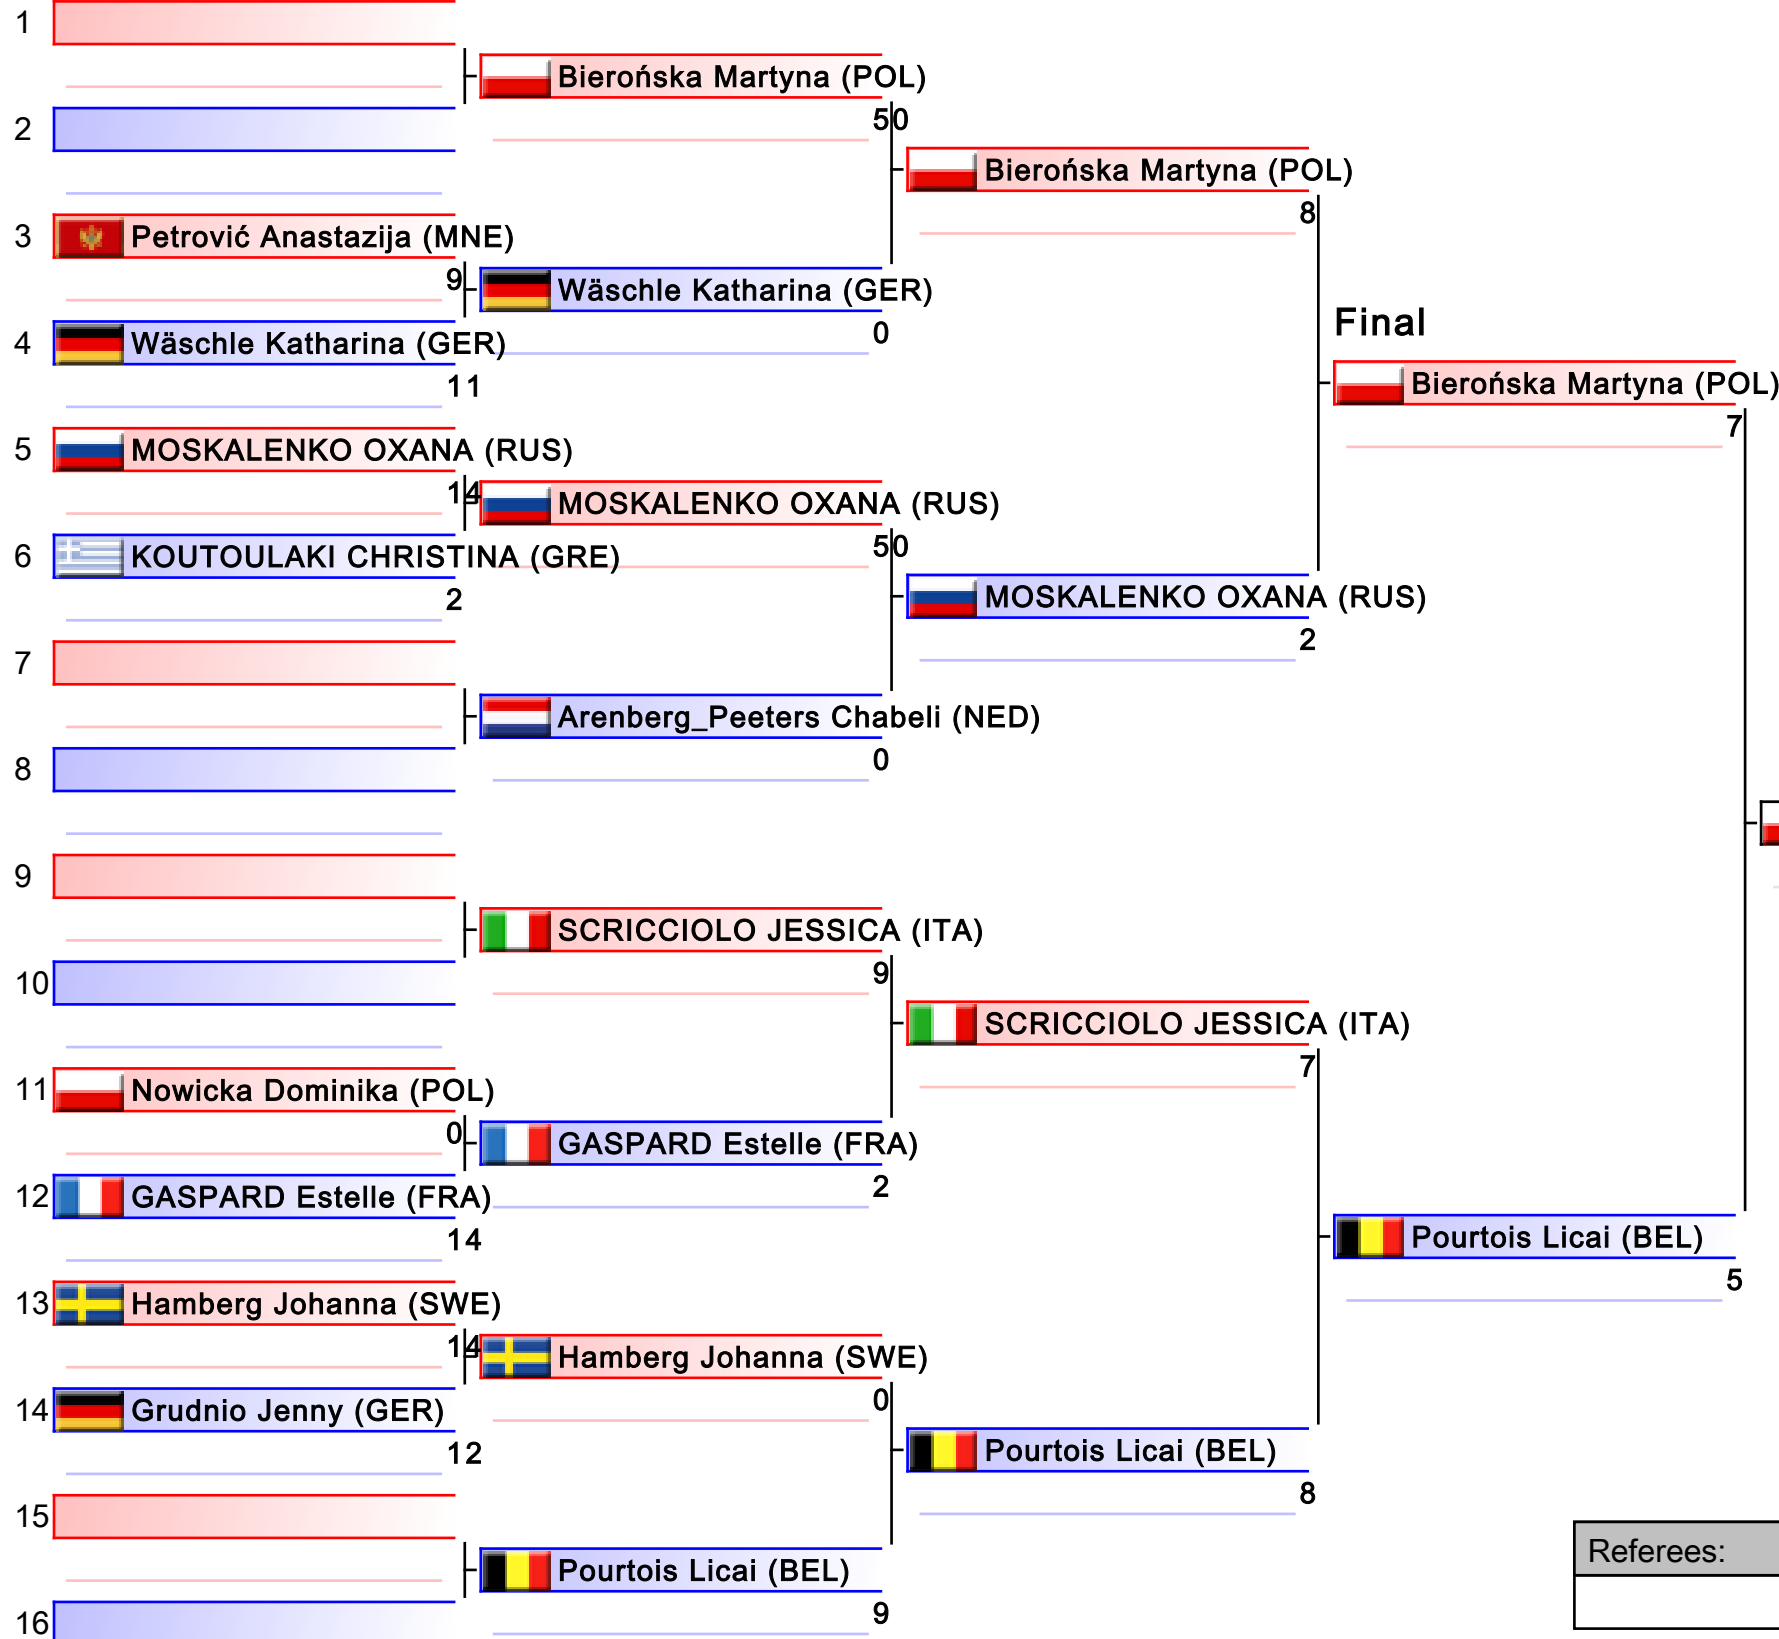 1
Bierońska Martyna (POL)
50
2
Bierońska Martyna (POL)
8
3
Petrović Anastazija (MNE)
9
Wäschle Katharina (GER)
0
Final
4
Wäschle Katharina (GER)
11
Bierońska Martyna (POL)
7
5
MOSKALENKO OXANA (RUS)
14
MOSKALENKO OXANA (RUS)
50
6
KOUTOULAKI CHRISTINA (GRE)
2
MOSKALENKO OXANA (RUS)
2
7
Arenberg_Peeters Chabeli (NED)
0
8
9
SCRICCIOLO JESSICA (ITA)
9
10
SCRICCIOLO JESSICA (ITA)
7
11
Nowicka Dominika (POL)
0
GASPARD Estelle (FRA)
2
12
GASPARD Estelle (FRA)
14
Pourtois Licai (BEL)
5
13
Hamberg Johanna (SWE)
14
Hamberg Johanna (SWE)
0
14
Grudnio Jenny (GER)
12
Pourtois Licai (BEL)
8
15
Pourtois Licai (BEL)
9
16
Referees: